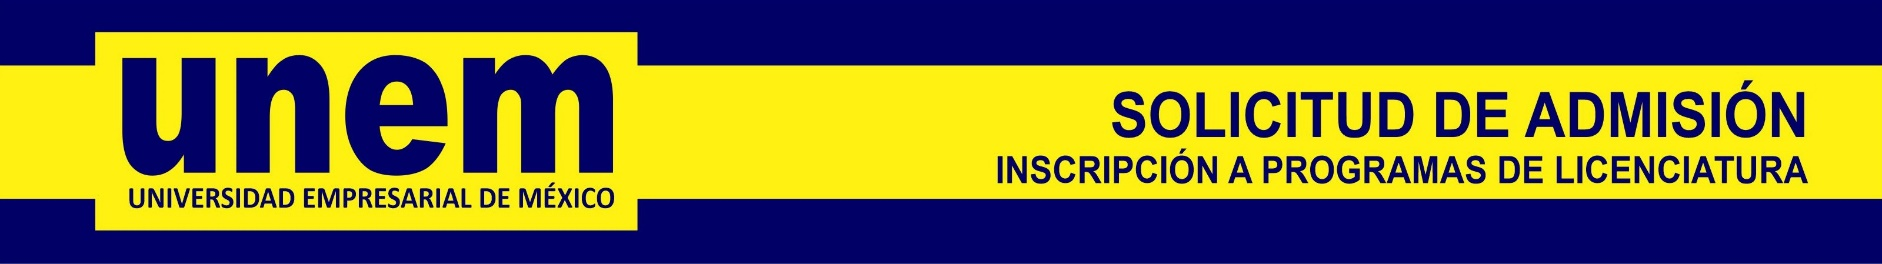 unem
UNIVERSIDAD EMPRESARIAL DE MÉXICO
SOLICITUD DE ADMISIÓN
INSCRIPCIÓN A PROGRAMAS DE LICENCIATURA